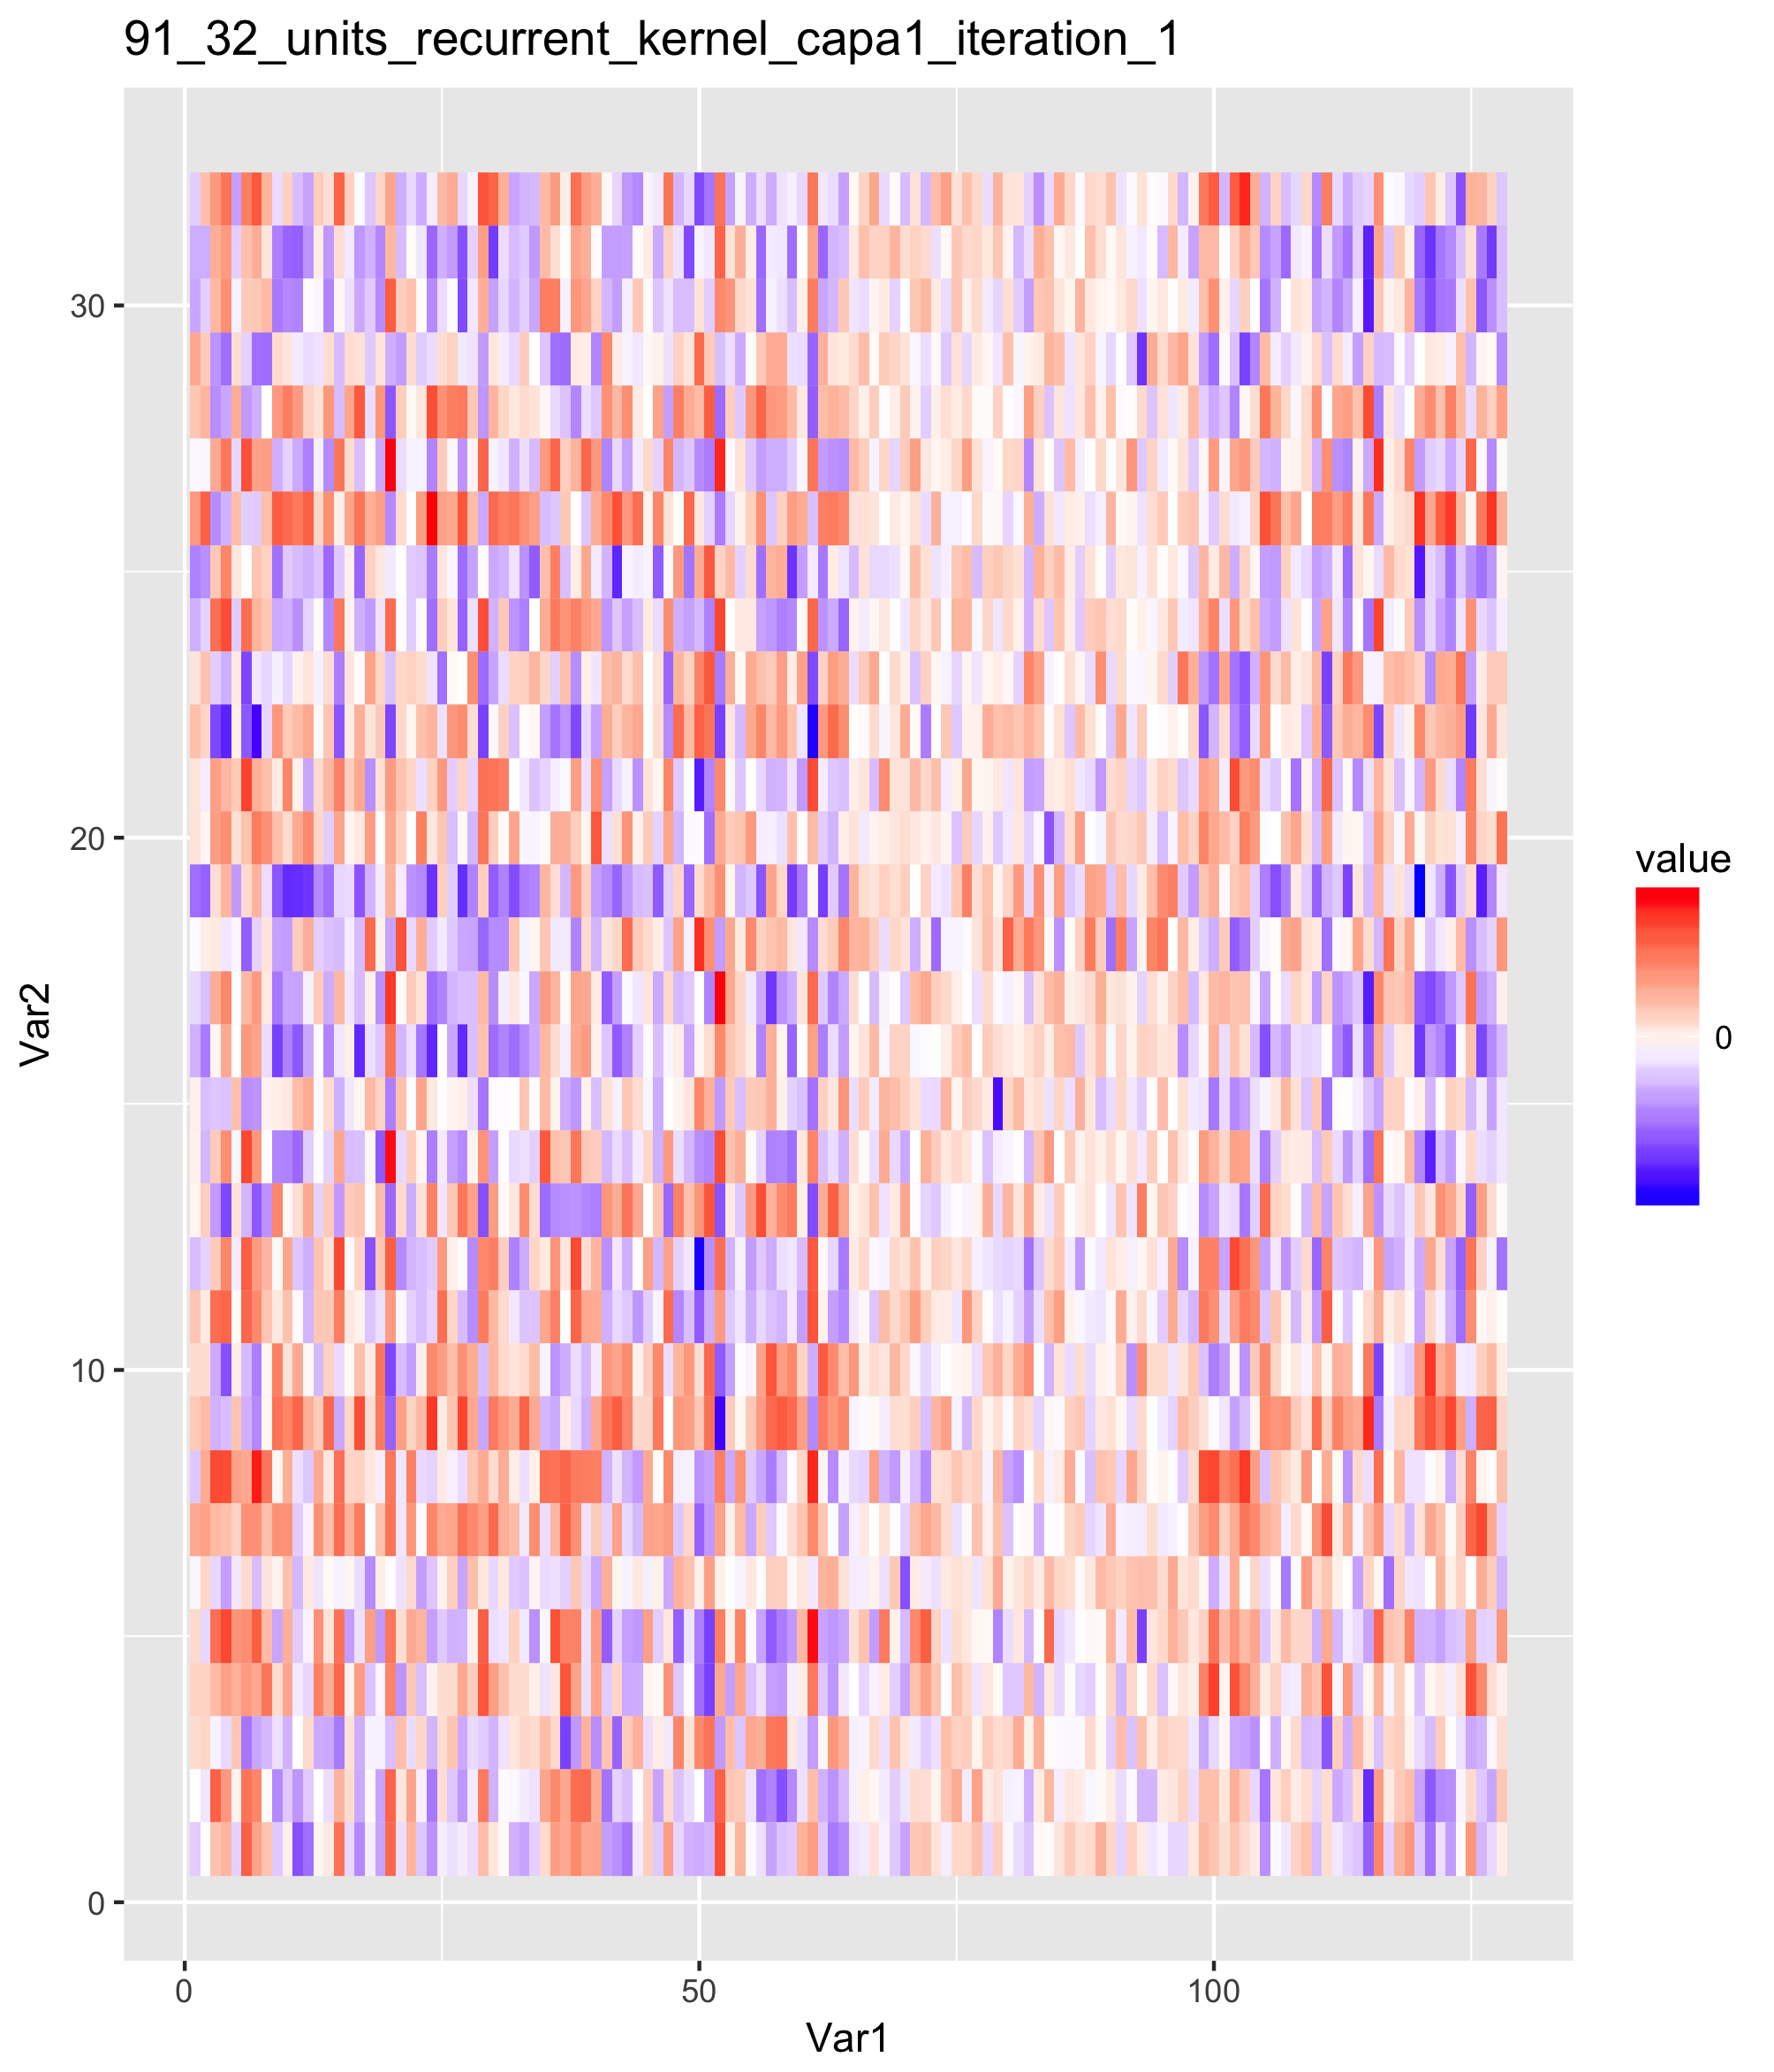 91_32_units_recurrent_kernel_capa1_iteration_1
30
20
10
0
Var2
0
50
100
Var1
value
0